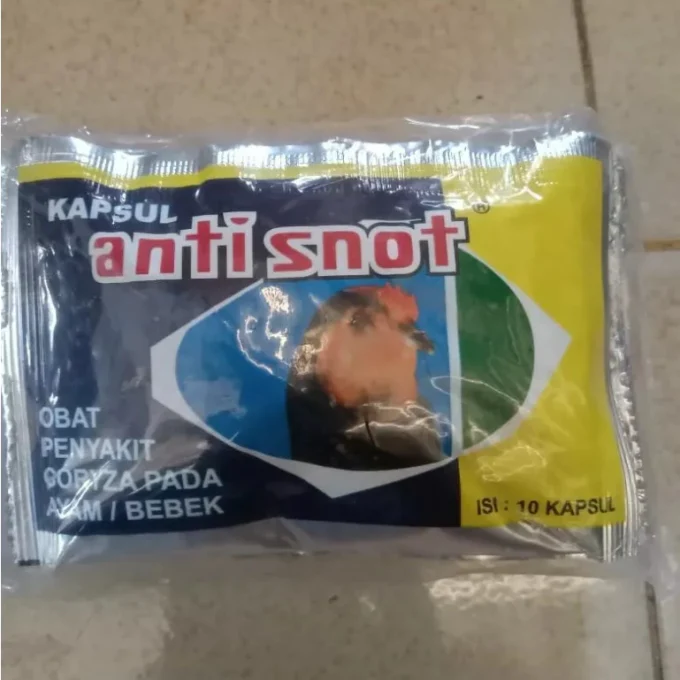 KAPSUL
anti snot ®
OBAT
PENYAKIT
CORYZA PADA
AYAM / BEBEK
ISI : 10 KAPSUL